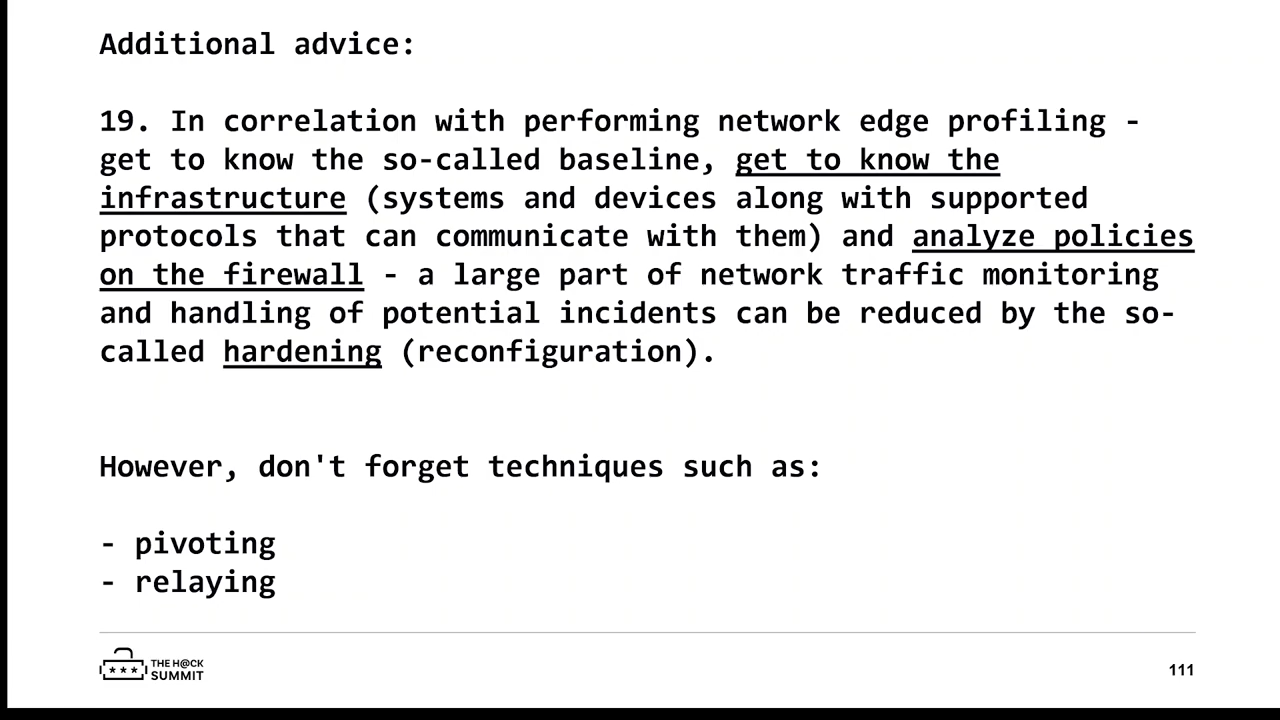 Additional advice:
19. In correlation with performing network edge profiling -
get to know the so-called baseline, get to know the
infrastructure (systems and devices along with supported
protocols that can communicate with them) and analyze policies
on the firewall - a large part of network traffic monitoring
and handling of potential incidents can be reduced by the so-
called hardening (reconfiguration).
However, don't forget techniques such as:
- pivoting
- relaying
***
THE H@CK
SUMMIT
111